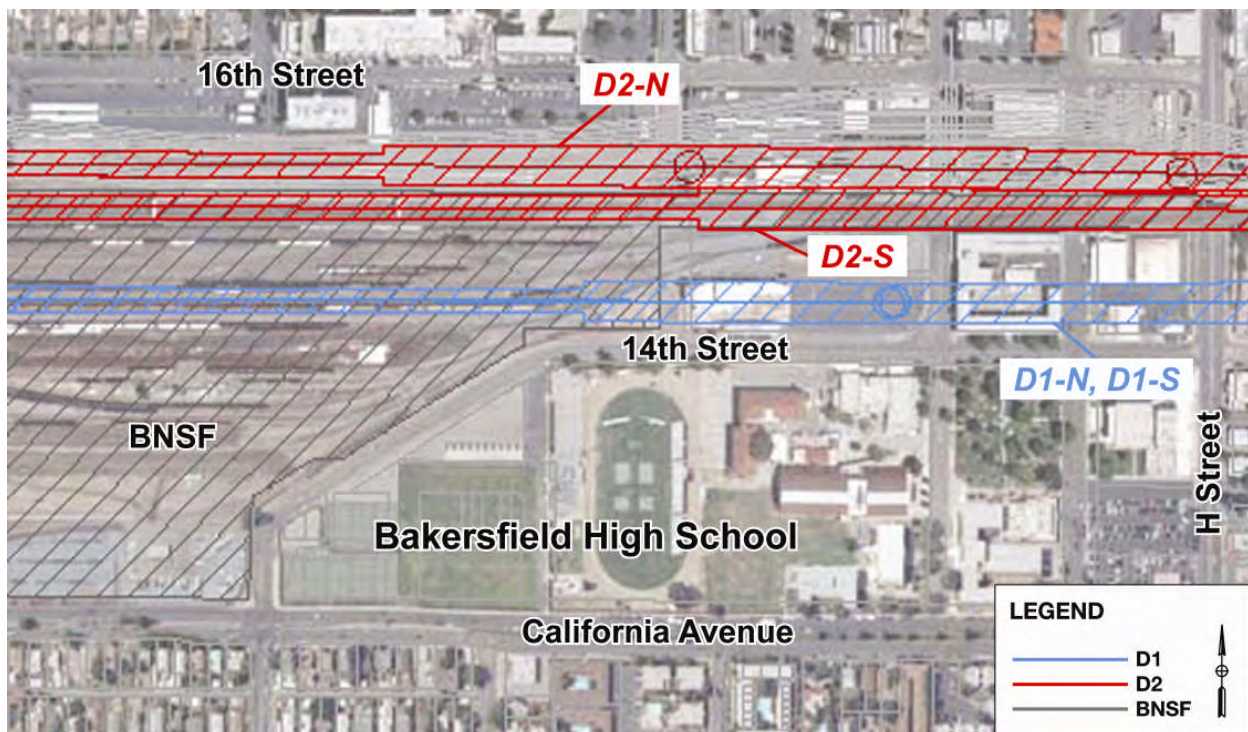 16th Street
D2-N
D2-S
14th Street
D1-N, D1-S
BNSF
H Street
Bakersfield High School
California Avenue
LEGEND
D1
D2
BNSF